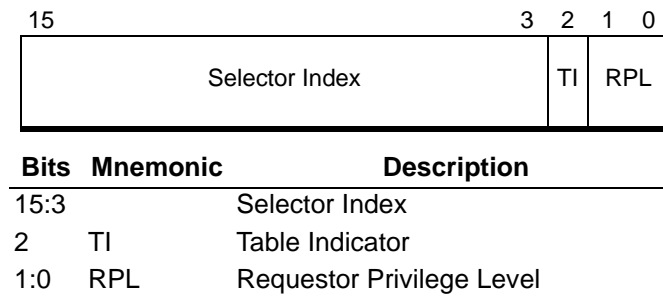 15 3 2 1 0
Selector Index TI RPL
Bits Mnemonic Description
15:3 Selector Index
2 TI Table Indicator
1:0 RPL Requestor Privilege Level